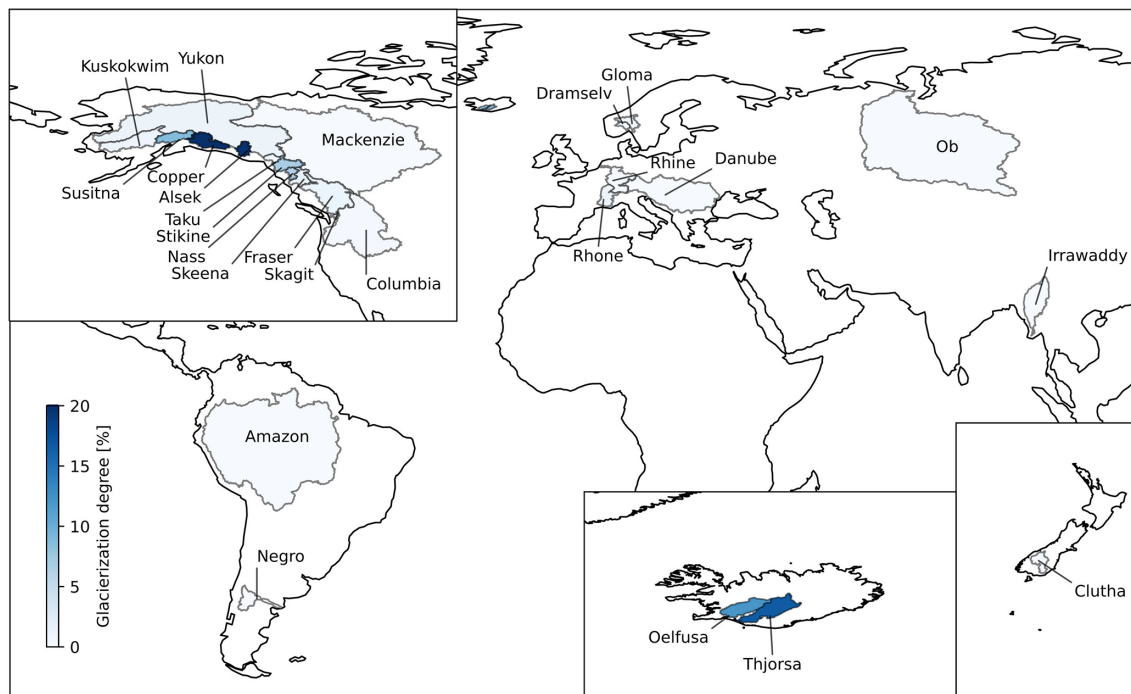 Kuskokwim
Yukon
Mackenzie
Susitna
Copper
Alsek
Taku
Stikine
Nass
Skeena
Fraser
Skagit
Columbia
Gloma
Dramselv
Rhine
Danube
Rhone
Ob
Irrawaddy
20
15
10
5
0
Glacierization degree [%]
Amazon
Negro
Oelfusa
Thjorsa
Clutha